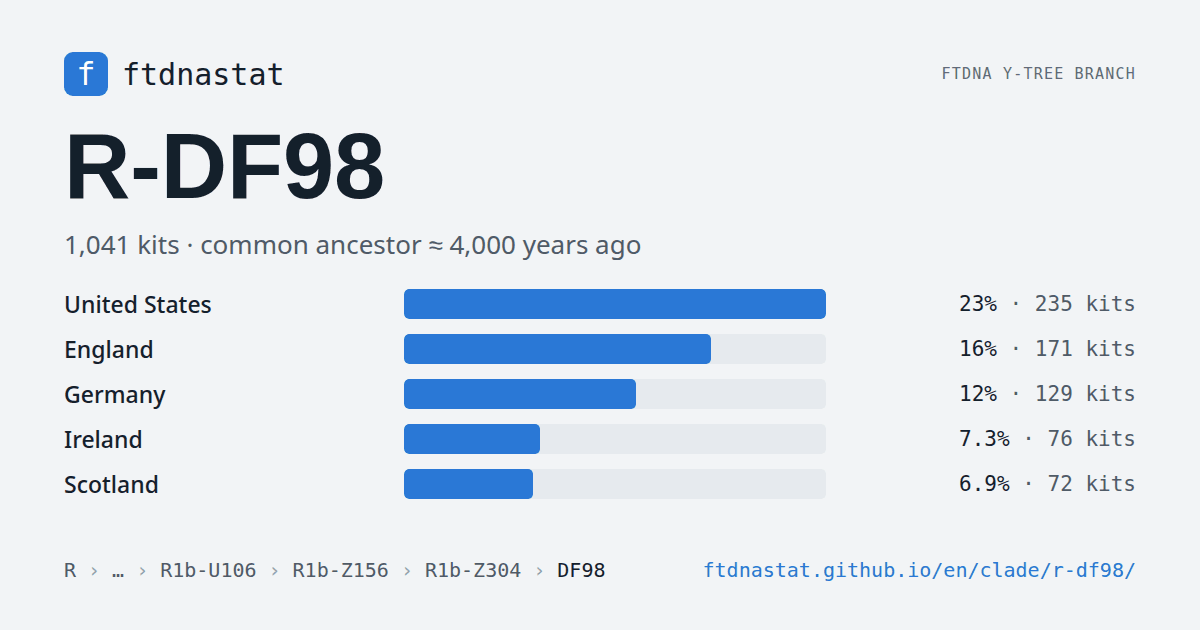 f ftdnastat
FTDNA Y-TREE BRANCH
R-DF98
1,041 kits · common ancestor ≈ 4,000 years ago
United States 23% · 235 kits
England 16% · 171 kits
Germany 12% · 129 kits
Ireland 7.3% · 76 kits
Scotland 6.9% · 72 kits
R › … › R1b-U106 › R1b-Z156 › R1b-Z304 › DF98
ftdnastat.github.io/en/clade/r-df98/